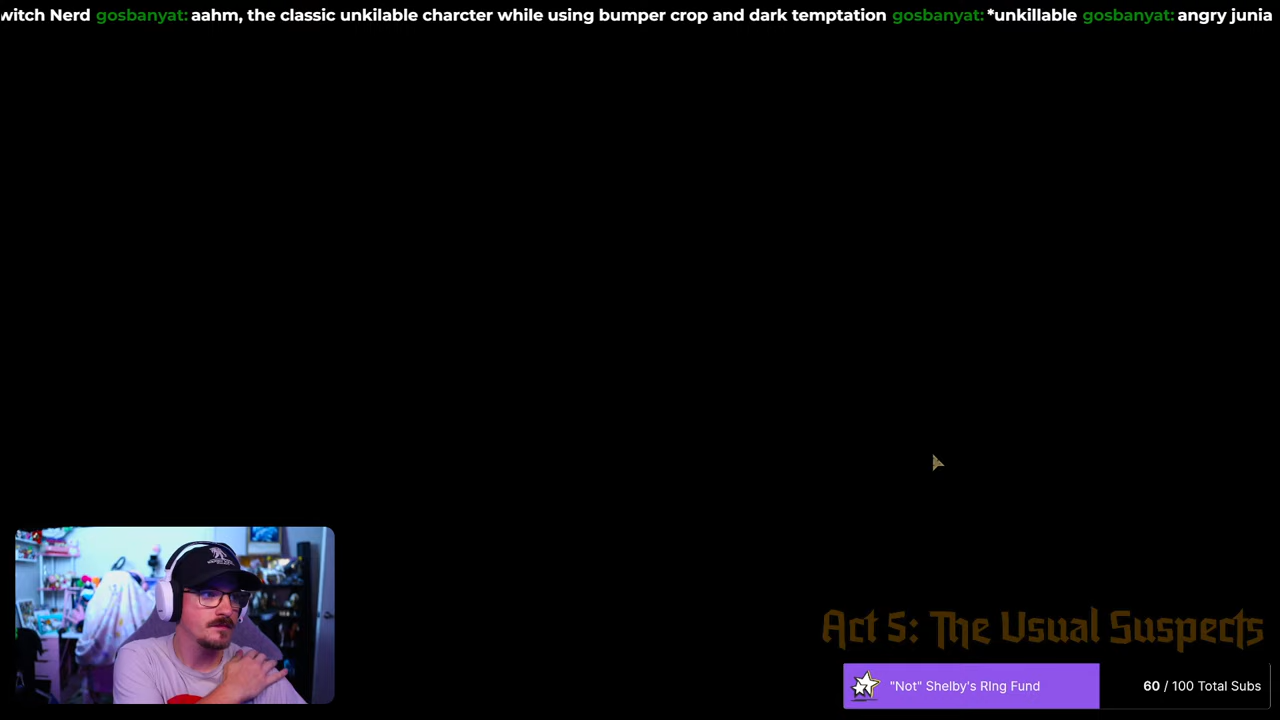 witch Nerd gosbanyat: aahm, the classic unkilable charcter while using bumper crop and dark temptation gosbanyat: *unkillable gosbanyat: angry junia
Act 5: The Usual Suspects
"Not" Shelby's RIng Fund 60 / 100 Total Subs